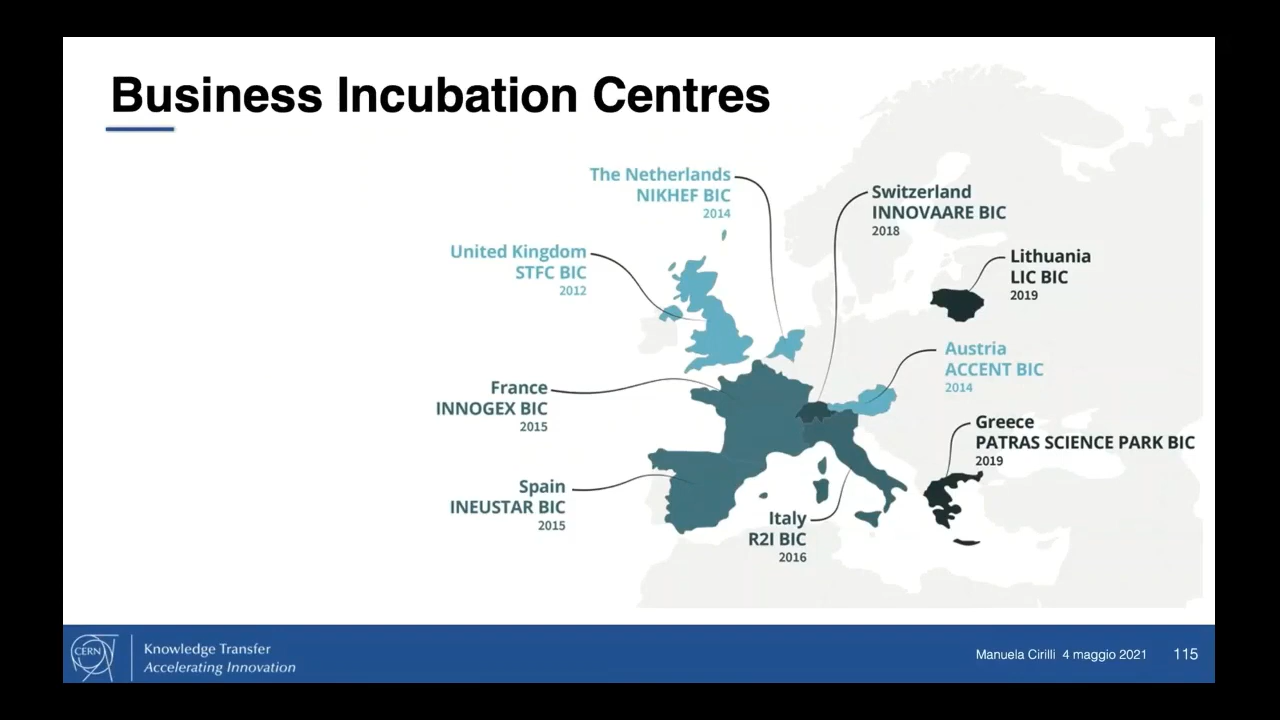 Business Incubation Centres
The Netherlands
NIKHEF BIC
2014
Switzerland
INNOVAARE BIC
2018
United Kingdom
STFC BIC
2012
Lithuania
LIC BIC
2019
Austria
ACCENT BIC
2014
France
INNOGEX BIC
2015
Greece
PATRAS SCIENCE PARK BIC
2019
Spain
INEUSTAR BIC
2015
Italy
R2I BIC
2016
CERN
Knowledge Transfer
Accelerating Innovation
Manuela Cirilli 4 maggio 2021
115